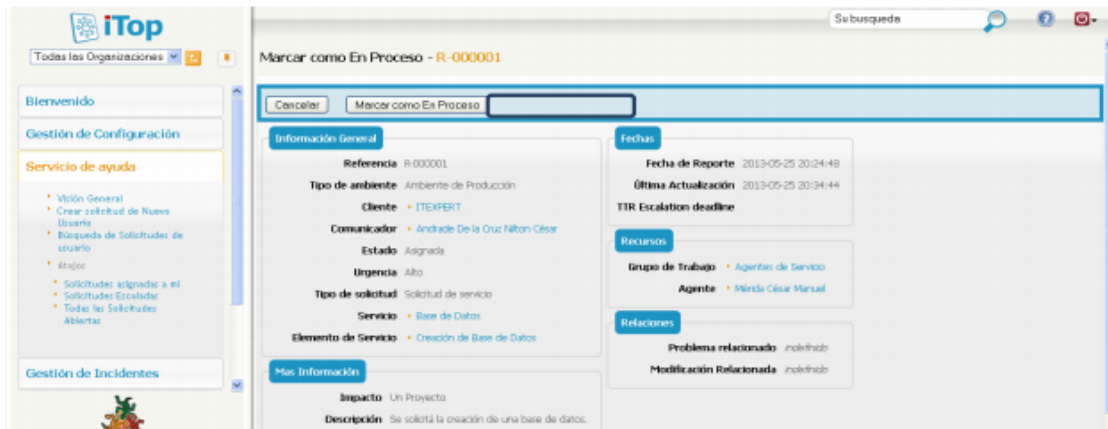 iTop
Su busqueda
Todas las Organizaciones
Marcar como En Proceso - R-000001
Bienvenido
Gestión de Configuración
Servicio de ayuda
Visión General
Crear solicitud de Nuevo
Usuario
Búsqueda de Solicitudes de
usuario
Atajos
Solicitudes asignadas a mi
Solicitudes Escaladas
Todas las Solicitudes
Abiertas
Gestión de Incidentes
Cancelar
Marcar como En Proceso
Información General
Referencia R-000001
Tipo de ambiente Ambiente de Producción
Cliente ITEXPERT
Comunicador Andrade De la Cruz Nilton César
Estado Asignada
Urgencia Alto
Tipo de solicitud Solicitud de servicio
Servicio Base de Datos
Elemento de Servicio Creación de Base de Datos
Mas Información
Impacto Un Proyecto
Descripción Se solicitá la creación de una base de datos.
Fechas
Fecha de Reporte 2013-05-25 20:24:48
Última Actualización 2013-05-25 20:34:44
TTR Escalation deadline
Recursos
Grupo de Trabajo Agentes de Servicio
Agente Mérida César Manuel
Relaciones
Problema relacionado indefinido
Modificación Relacionada indefinido